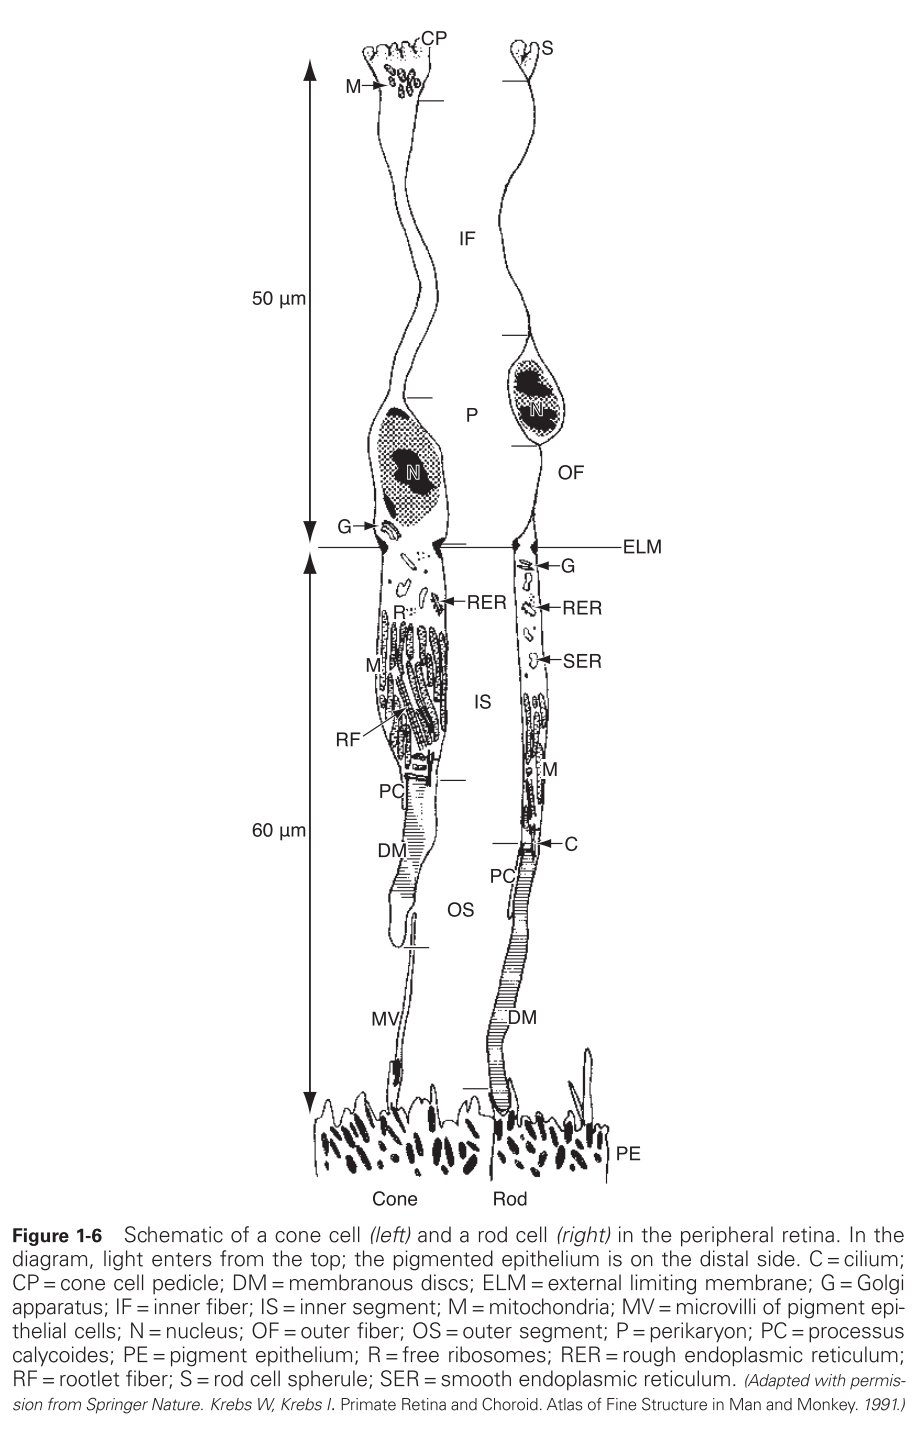 CP
S
M
IF
50 µm
P
N
N
OF
G
ELM
G
RER
RER
R
SER
M
IS
RF
M
PC
60 µm
C
DM
PC
OS
MV
DM
PE
Cone Rod
Figure 1-6 Schematic of a cone cell (left) and a rod cell (right) in the peripheral retina. In the
diagram, light enters from the top; the pigmented epithelium is on the distal side. C = cilium;
CP = cone cell pedicle; DM = membranous discs; ELM = external limiting membrane; G = Golgi
apparatus; IF = inner fiber; IS = inner segment; M = mitochondria; MV = microvilli of pigment epi-
thelial cells; N = nucleus; OF = outer fiber; OS = outer segment; P = perikaryon; PC = processus
calycoides; PE = pigment epithelium; R = free ribosomes; RER = rough endoplasmic reticulum;
RF = rootlet fiber; S = rod cell spherule; SER = smooth endoplasmic reticulum. (Adapted with permis-
sion from Springer Nature. Krebs W, Krebs I. Primate Retina and Choroid. Atlas of Fine Structure in Man and Monkey. 1991.)